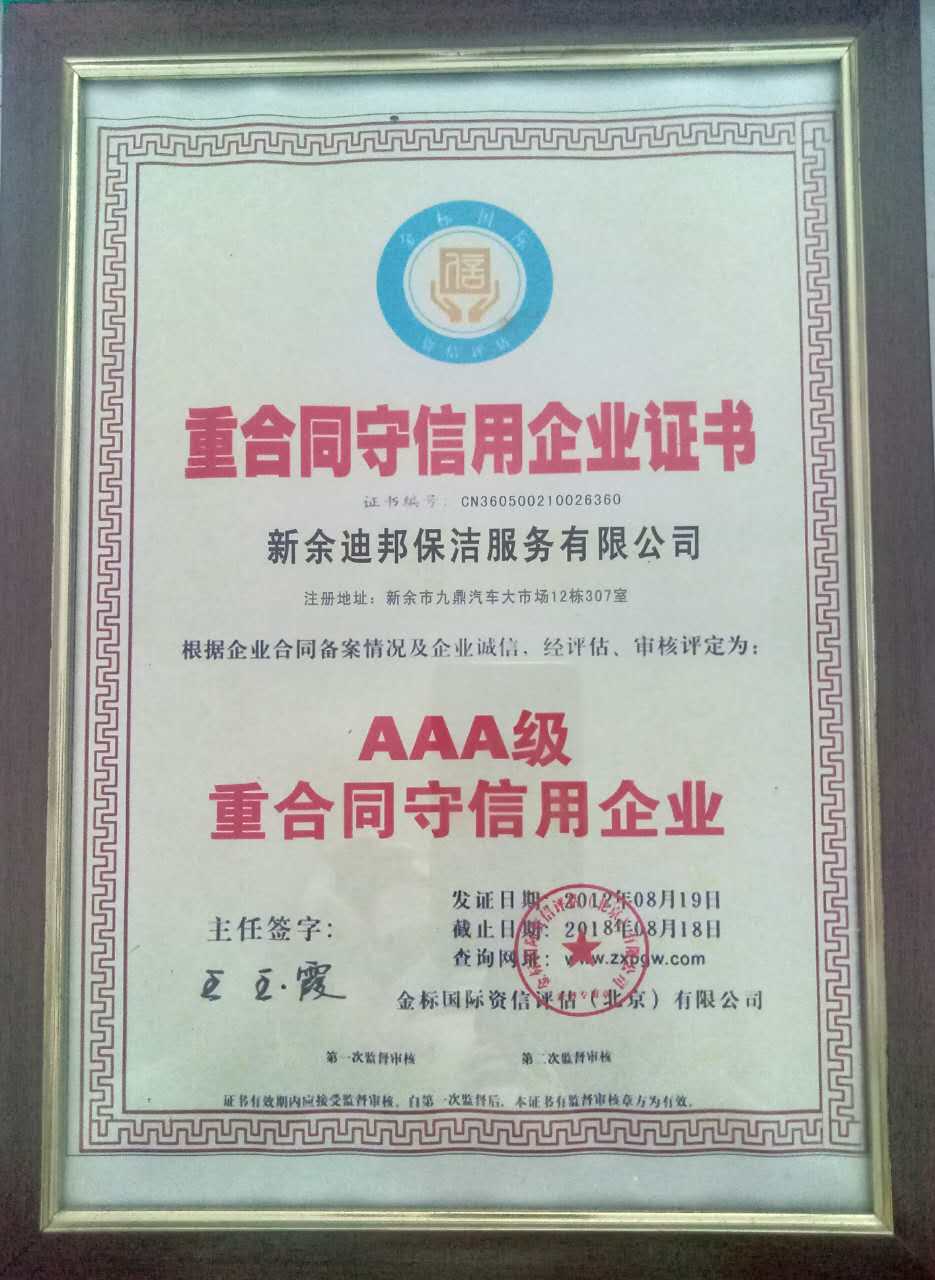 金标国际
信
资信评估
重合同守信用企业证书
证书编号：CN360500210026360
新余迪邦保洁服务有限公司
注册地址：新余市九鼎汽车大市场12栋307室
根据企业合同备案情况及企业诚信，经评估、审核评定为：
AAA级
重合同守信用企业
发证日期：2012年08月19日
主任签字：
截止日期：2018年08月18日
查询网址：www.zxpgw.com
金标国际资信评估（北京）有限公司
第一次监督审核
第二次监督审核
证书有效期内应接受监督审核，自第一次监督后，本证书有监督审核章方为有效。